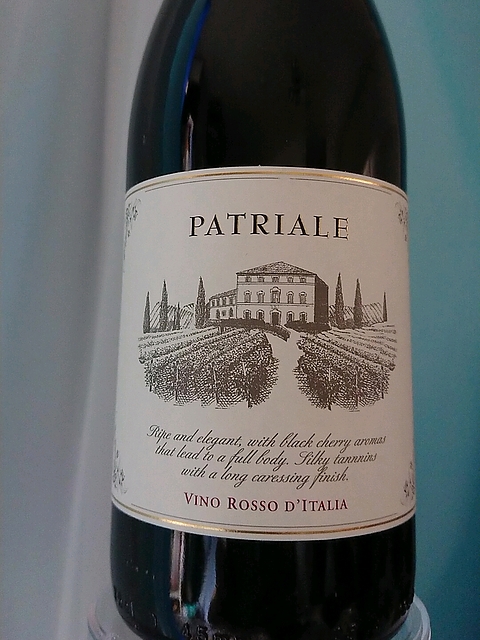 PATRIALE
Ripe and elegant, with black cherry aromas
that lead to a full body. Silky tannnins
with a long caressing finish.
VINO ROSSO D'ITALIA